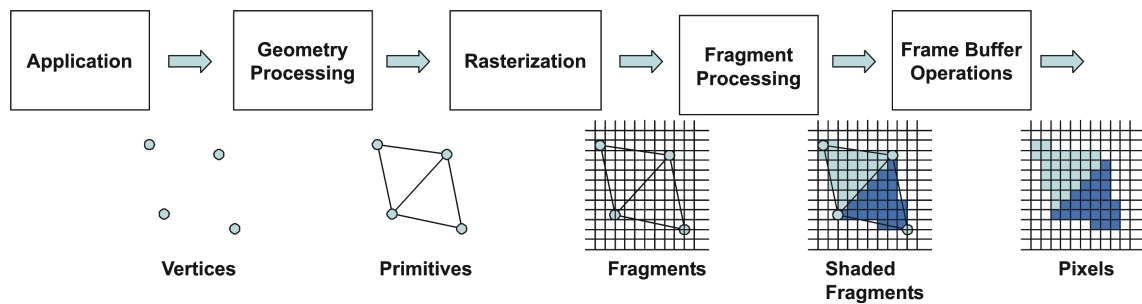 Application
Geometry
Processing
Rasterization
Fragment
Processing
Frame Buffer
Operations
Vertices
Primitives
Fragments
Shaded
Fragments
Pixels